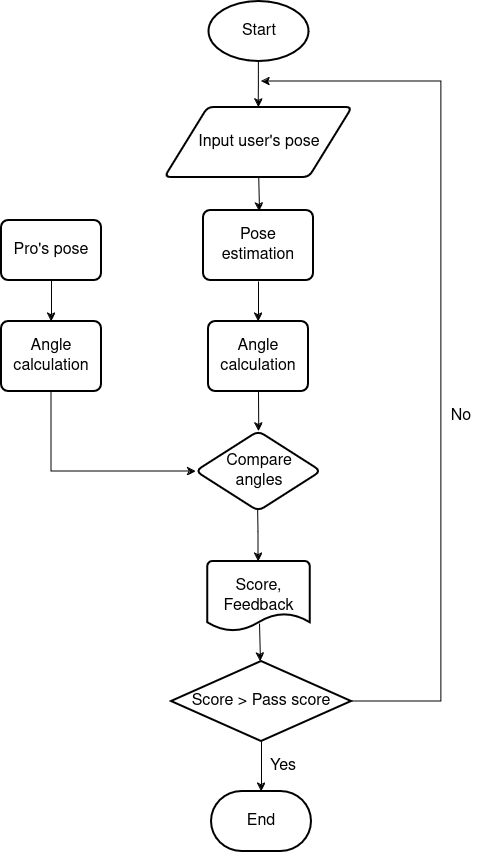 Start
Input user's pose
Pose
estimation
Pro's pose
Angle
calculation
Angle
calculation
Compare
angles
No
Score,
Feedback
Score > Pass score
Yes
End